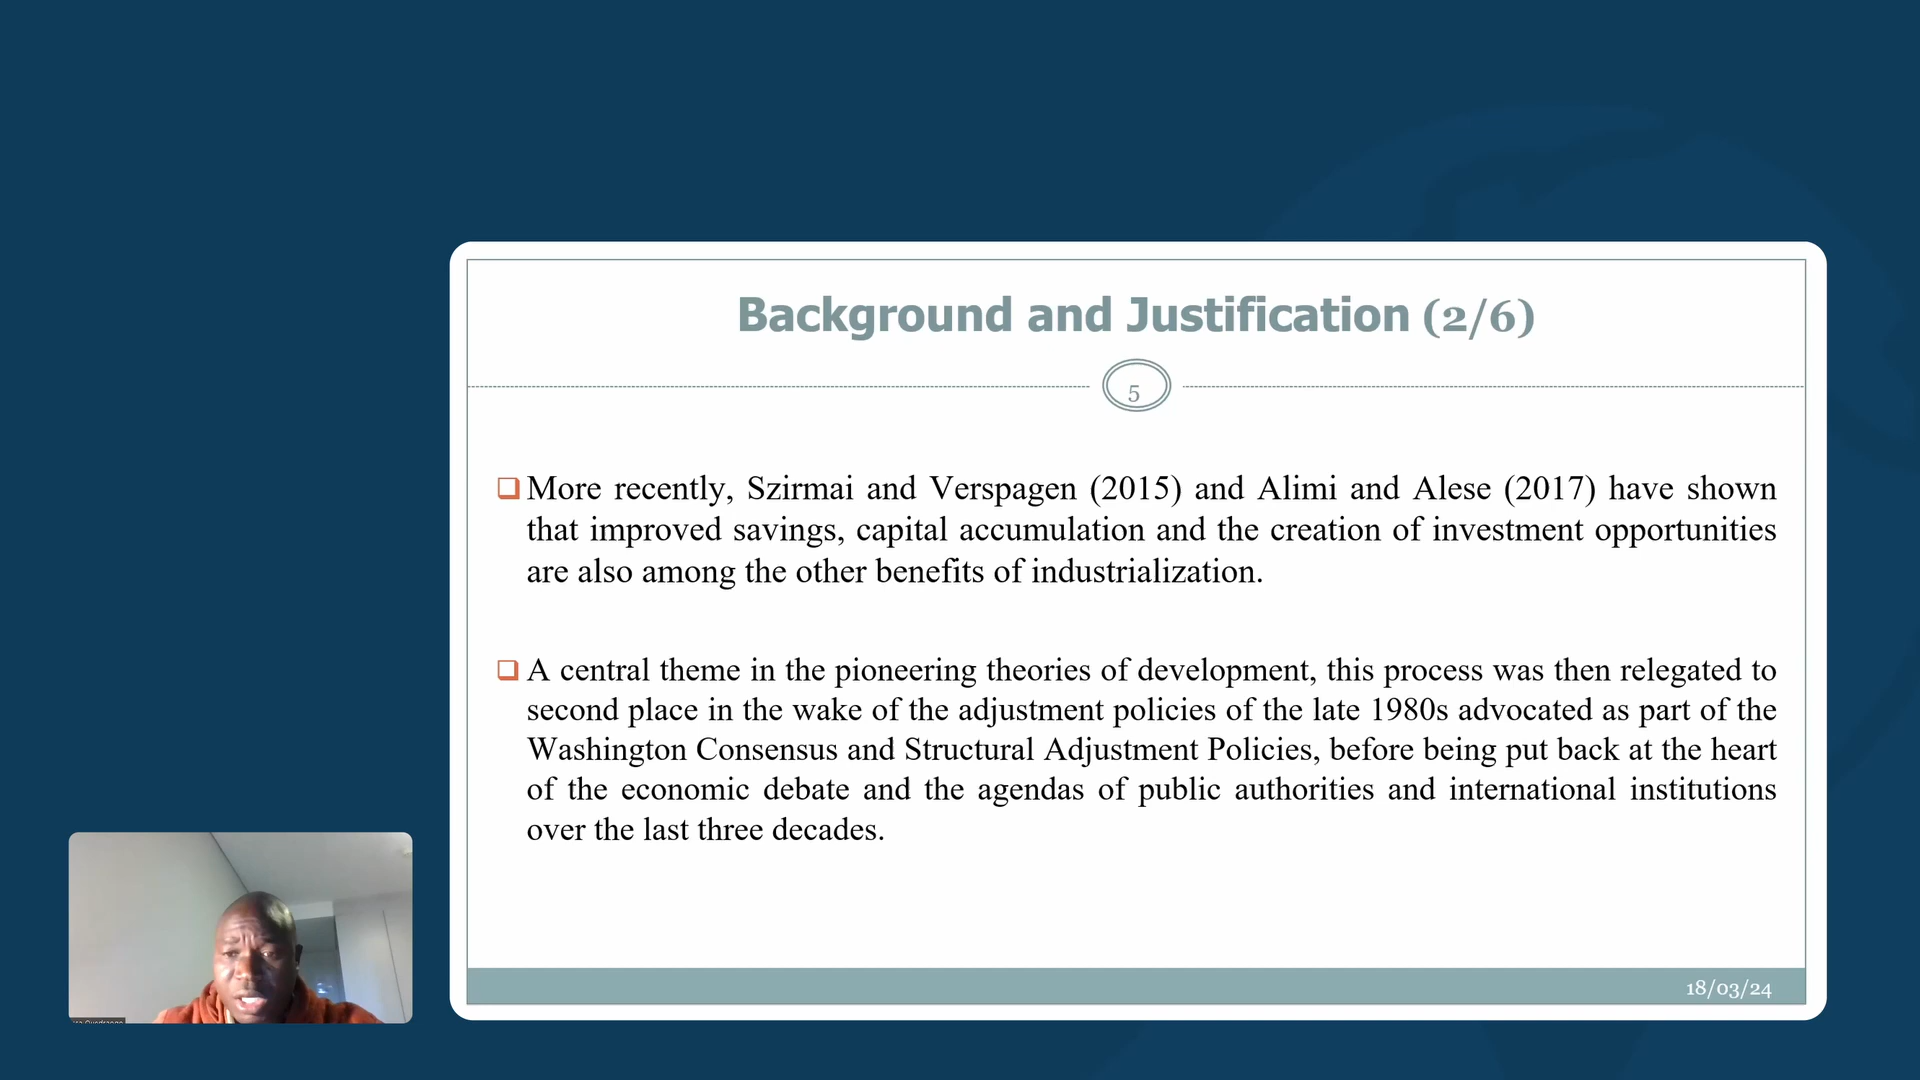 Background and Justification (2/6)
5
More recently, Szirmai and Verspagen (2015) and Alimi and Alese (2017) have shown
that improved savings, capital accumulation and the creation of investment opportunities
are also among the other benefits of industrialization.
A central theme in the pioneering theories of development, this process was then relegated to
second place in the wake of the adjustment policies of the late 1980s advocated as part of the
Washington Consensus and Structural Adjustment Policies, before being put back at the heart
of the economic debate and the agendas of public authorities and international institutions
over the last three decades.
18/03/24